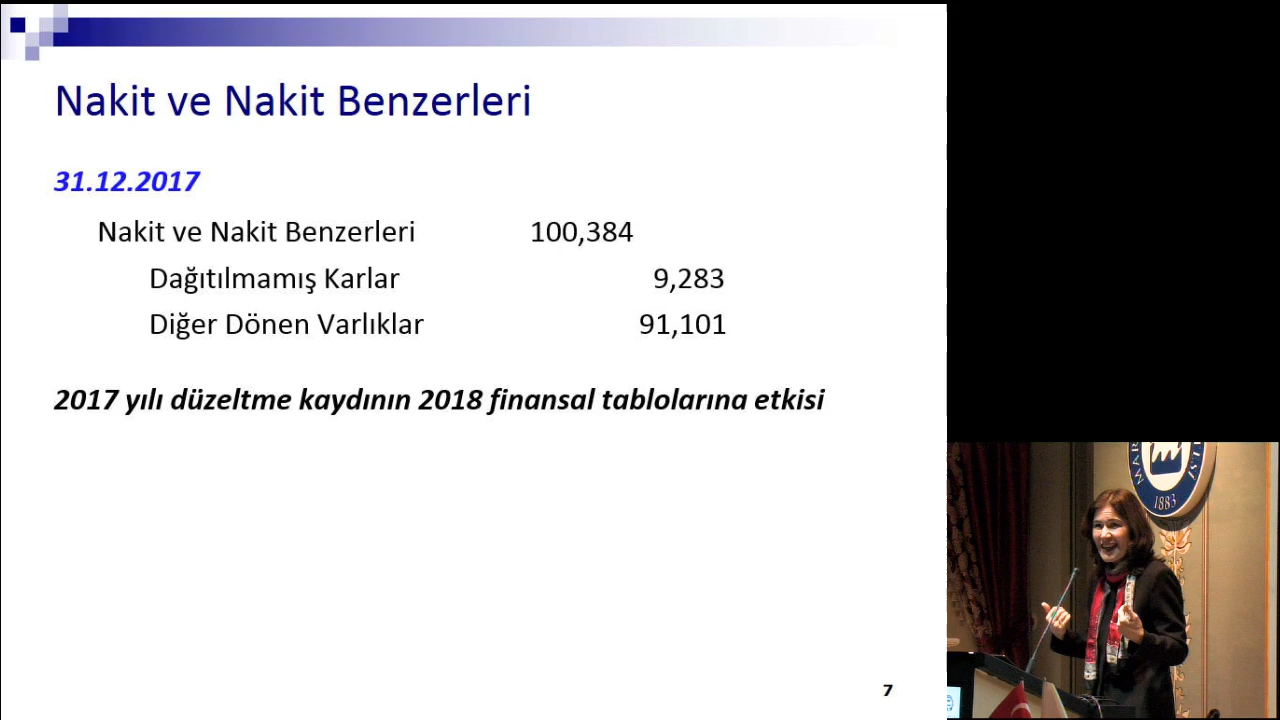 Nakit ve Nakit Benzerleri
31.12.2017
Nakit ve Nakit Benzerleri 100,384
Dağıtılmamış Karlar 9,283
Diğer Dönen Varlıklar 91,101
2017 yılı düzeltme kaydının 2018 finansal tablolarına etkisi
7
1883